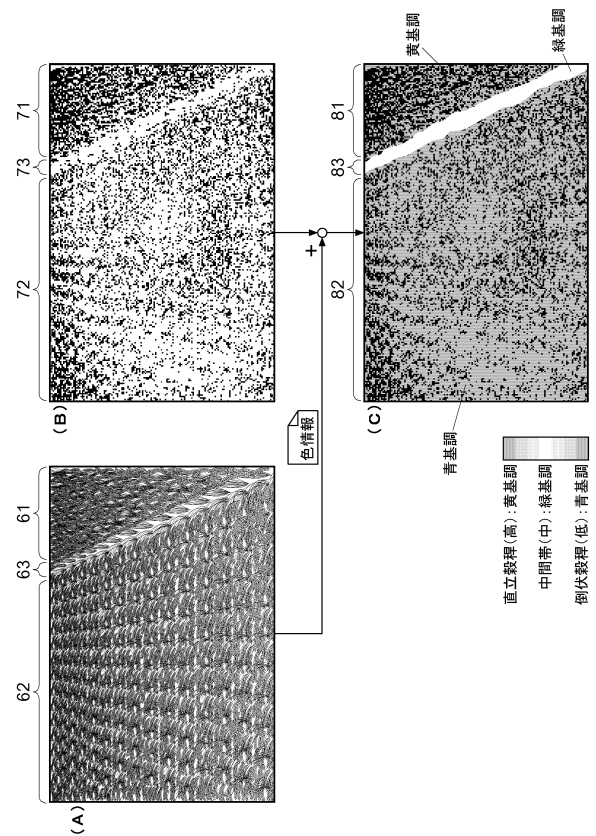 (A)
62
63
61
色情報
+
(B)
72
73
71
(C)
82
83
81
黄基調
緑基調
青基調
直立穀稈(高):黄基調
中間帯(中):緑基調
倒伏穀稈(低):青基調